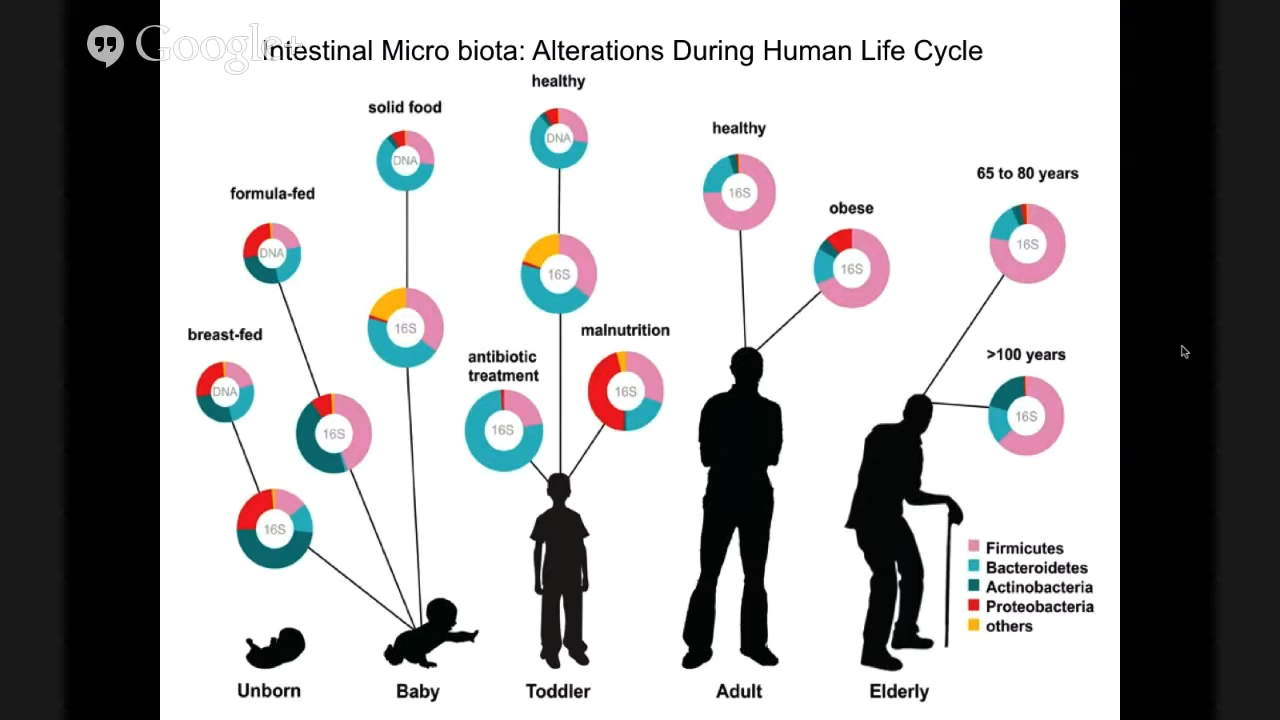 Google+
Intestinal Micro biota: Alterations During Human Life Cycle
healthy
solid food
DNA
DNA
healthy
16S
65 to 80 years
formula-fed
DNA
obese
16S
16S
16S
16S
breast-fed
DNA
malnutrition
16S
antibiotic
treatment
16S
>100 years
16S
16S
16S
Firmicutes
Bacteroidetes
Actinobacteria
Proteobacteria
others
Unborn
Baby
Toddler
Adult
Elderly